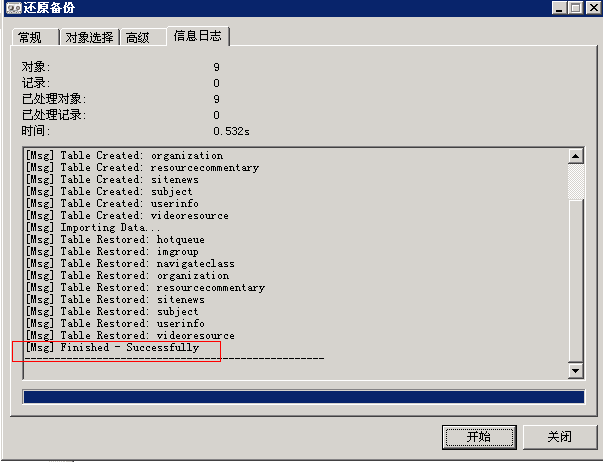 还原备份
常规 对象选择 高级 信息日志
对象: 9
记录: 0
已处理对象: 9
已处理记录: 0
时间: 0.532s
[Msg] Table Created: organization
[Msg] Table Created: resourcecommentary
[Msg] Table Created: sitenews
[Msg] Table Created: subject
[Msg] Table Created: userinfo
[Msg] Table Created: videoresource
[Msg] Importing Data...
[Msg] Table Restored: hotqueue
[Msg] Table Restored: imgroup
[Msg] Table Restored: navigateclass
[Msg] Table Restored: organization
[Msg] Table Restored: resourcecommentary
[Msg] Table Restored: sitenews
[Msg] Table Restored: subject
[Msg] Table Restored: userinfo
[Msg] Table Restored: videoresource
[Msg] Finished - Successfully
--------------------------------------------------
开始 关闭